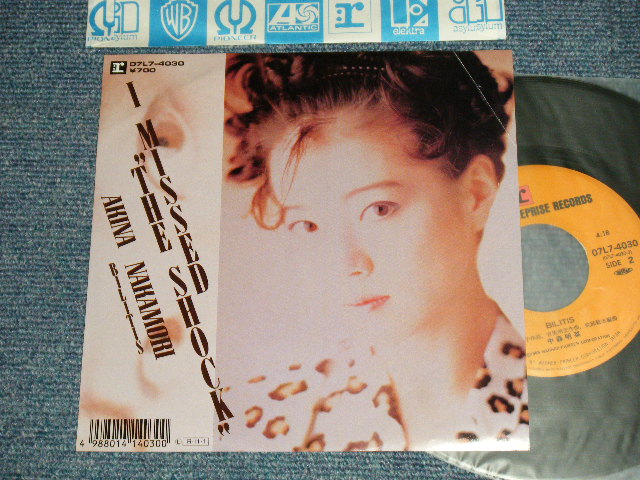 PIONEER
ATLANTIC
elektra
asylum
07L7-4030
¥700
I MISSED
"THE SHOCK"
AKINA NAKAMORI
BILITIS
4 988014 140300
REPRISE RECORDS
4:18
07L7-4030
SIDE 2
BILITIS
中森明菜